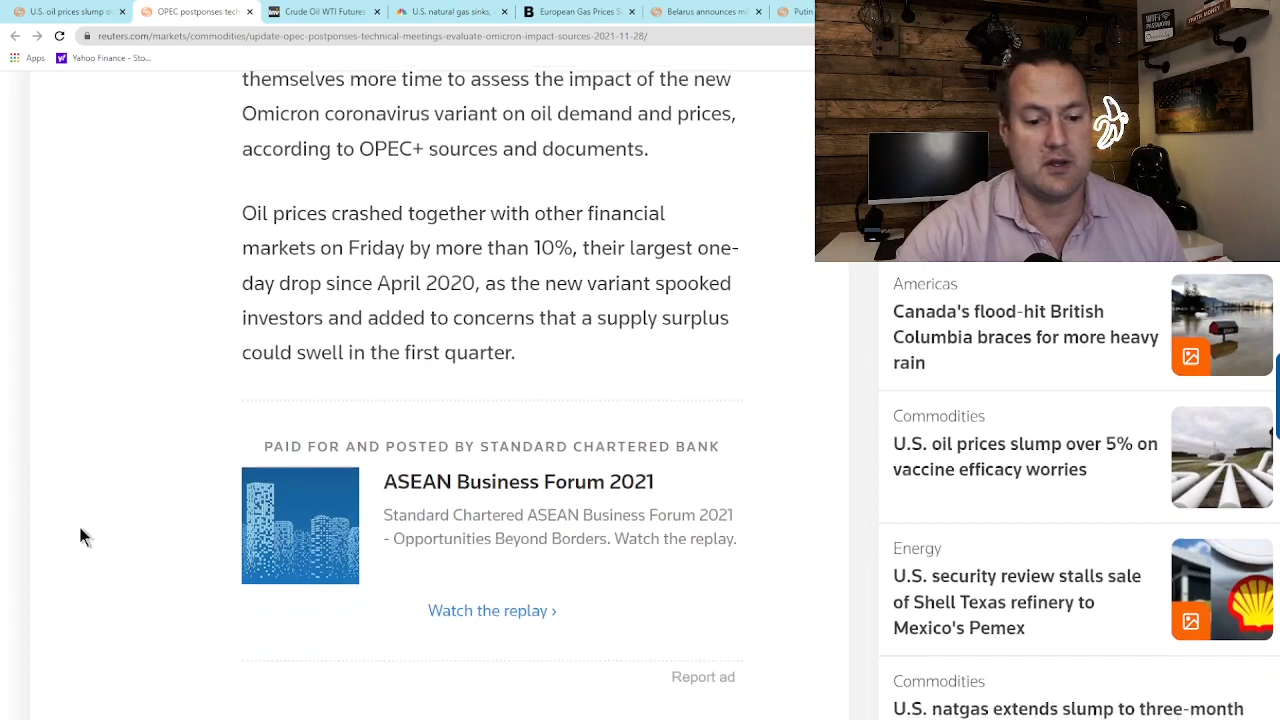 U.S. oil prices slump o
OPEC postpones tech
Crude Oil WTI Futures
U.S. natgas sinks,
European Gas Prices S
Belarus announces mi
Putin
reuters.com/markets/commodities/update-opec-postpones-technical-meetings-evaluate-omicron-impact-sources-2021-11-28/
Apps
Yahoo Finance - Sto...
themselves more time to assess the impact of the new
Omicron coronavirus variant on oil demand and prices,
according to OPEC+ sources and documents.
Oil prices crashed together with other financial
markets on Friday by more than 10%, their largest one-
day drop since April 2020, as the new variant spooked
investors and added to concerns that a supply surplus
could swell in the first quarter.
PAID FOR AND POSTED BY STANDARD CHARTERED BANK
ASEAN Business Forum 2021
Standard Chartered ASEAN Business Forum 2021
- Opportunities Beyond Borders. Watch the replay.
Watch the replay ›
Report ad
WiFi
PASSWORD
TRUTH MONEY
Americas
Canada's flood-hit British
Columbia braces for more heavy
rain
Commodities
U.S. oil prices slump over 5% on
vaccine efficacy worries
Energy
U.S. security review stalls sale
of Shell Texas refinery to
Mexico's Pemex
Commodities
U.S. natgas extends slump to three-month